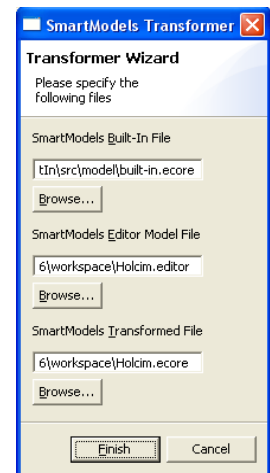 SmartModels Transformer
Transformer Wizard
Please specify the
following files
SmartModels Built-In File
tIn\src\model\built-in.ecore
Browse...
SmartModels Editor Model File
6\workspace\Holcim.editor
Browse...
SmartModels Transformed File
6\workspace\Holcim.ecore
Browse...
Finish Cancel